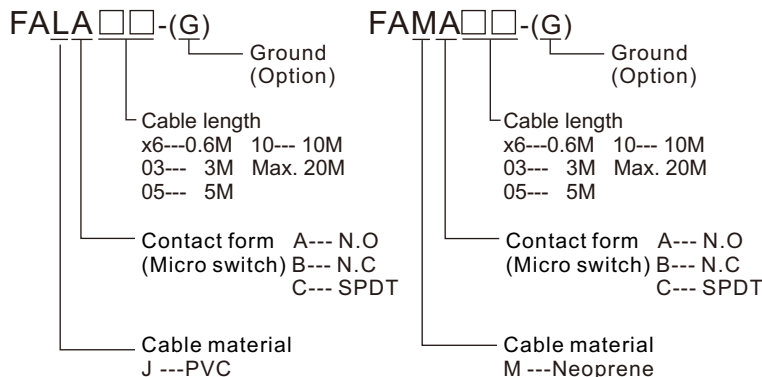 FALA□□-(G)
Ground
(Option)
Cable length
x6---0.6M 10--- 10M
03--- 3M Max. 20M
05--- 5M
Contact form A--- N.O
(Micro switch) B--- N.C
C--- SPDT
Cable material
J ---PVC
FAMA□□-(G)
Ground
(Option)
Cable length
x6---0.6M 10--- 10M
03--- 3M Max. 20M
05--- 5M
Contact form A--- N.O
(Micro switch) B--- N.C
C--- SPDT
Cable material
M ---Neoprene